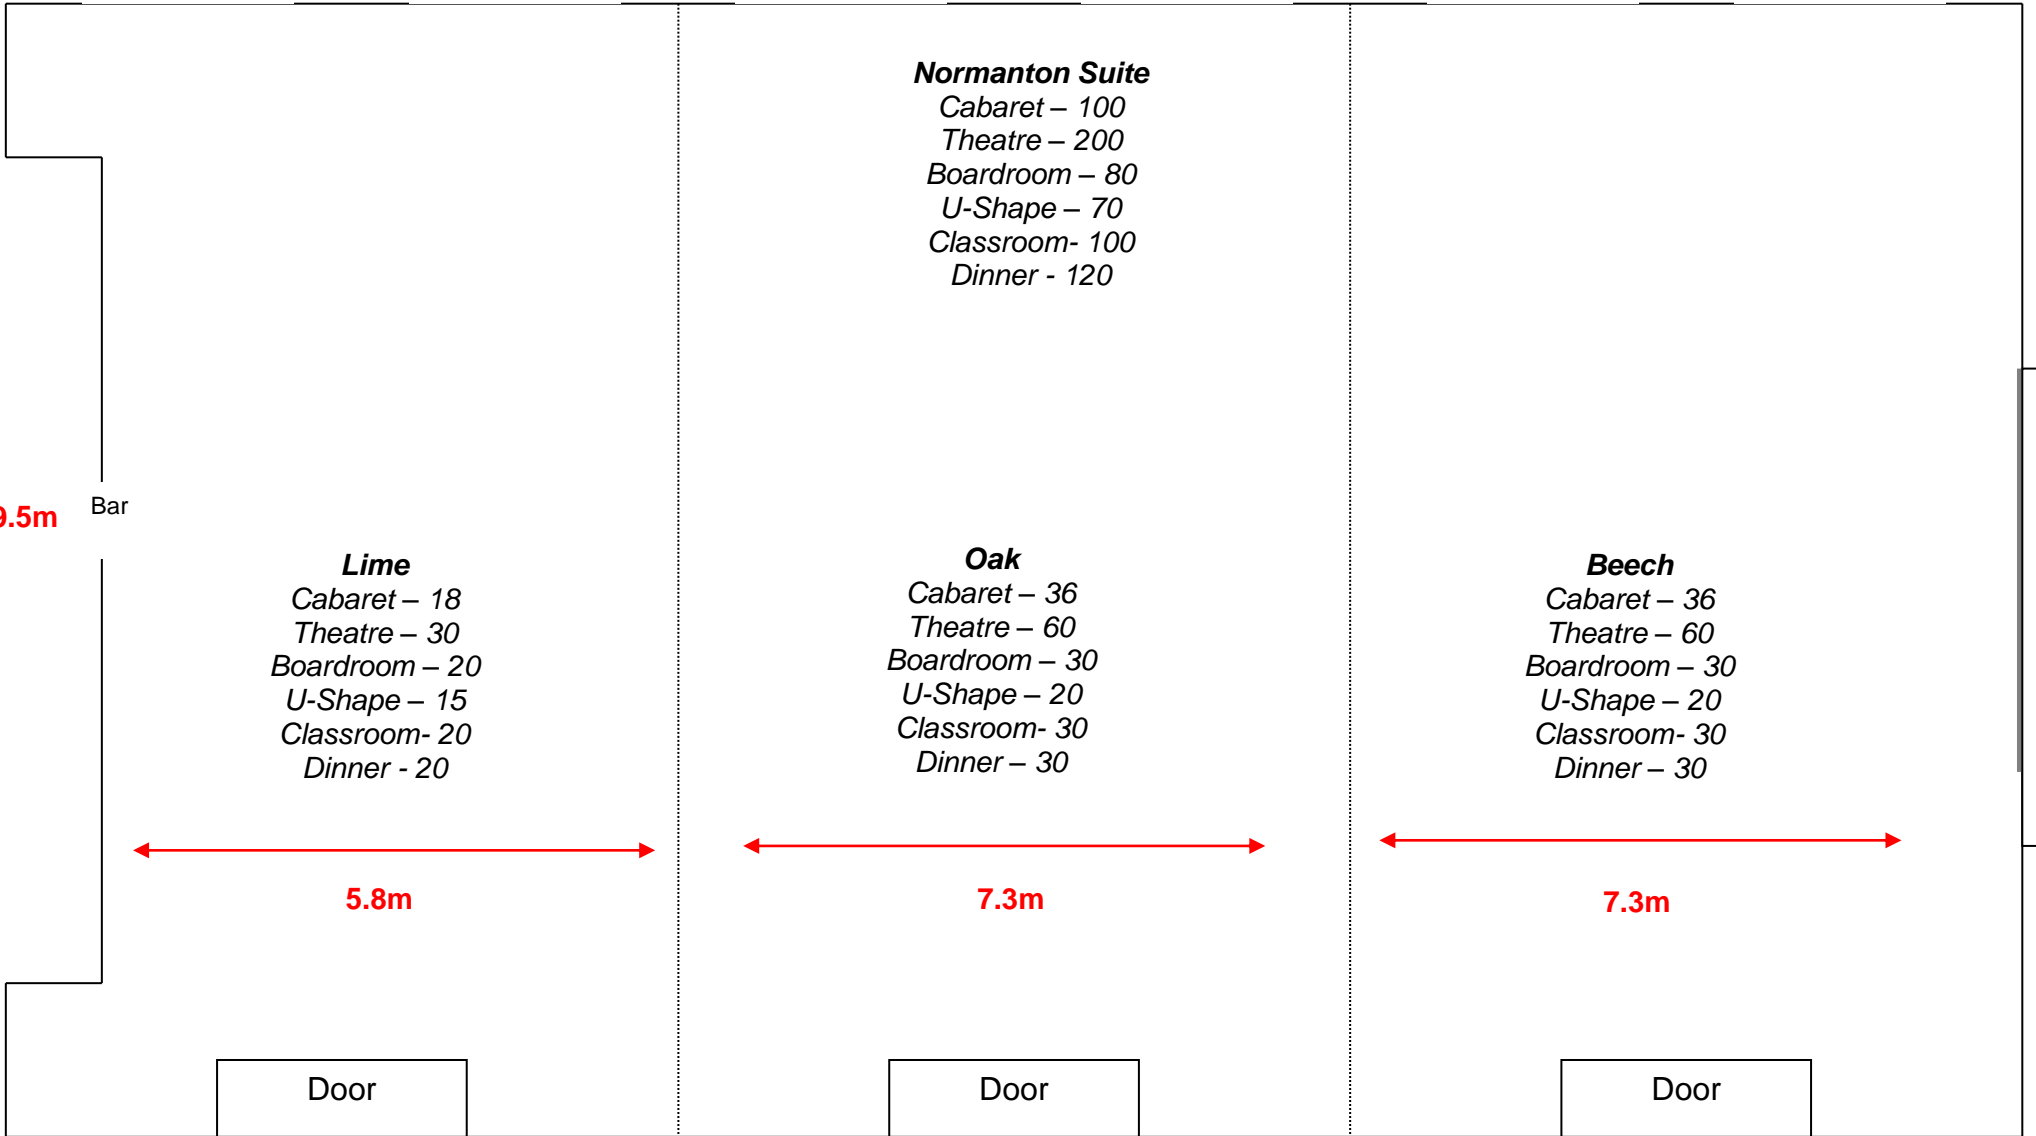 Normanton Suite
Cabaret – 100
Theatre – 200
Boardroom – 80
U-Shape – 70
Classroom- 100
Dinner - 120
9.5m
Bar
Lime
Cabaret – 18
Theatre – 30
Boardroom – 20
U-Shape – 15
Classroom- 20
Dinner - 20
5.8m
Oak
Cabaret – 36
Theatre – 60
Boardroom – 30
U-Shape – 20
Classroom- 30
Dinner – 30
7.3m
Beech
Cabaret – 36
Theatre – 60
Boardroom – 30
U-Shape – 20
Classroom- 30
Dinner – 30
7.3m
Door
Door
Door